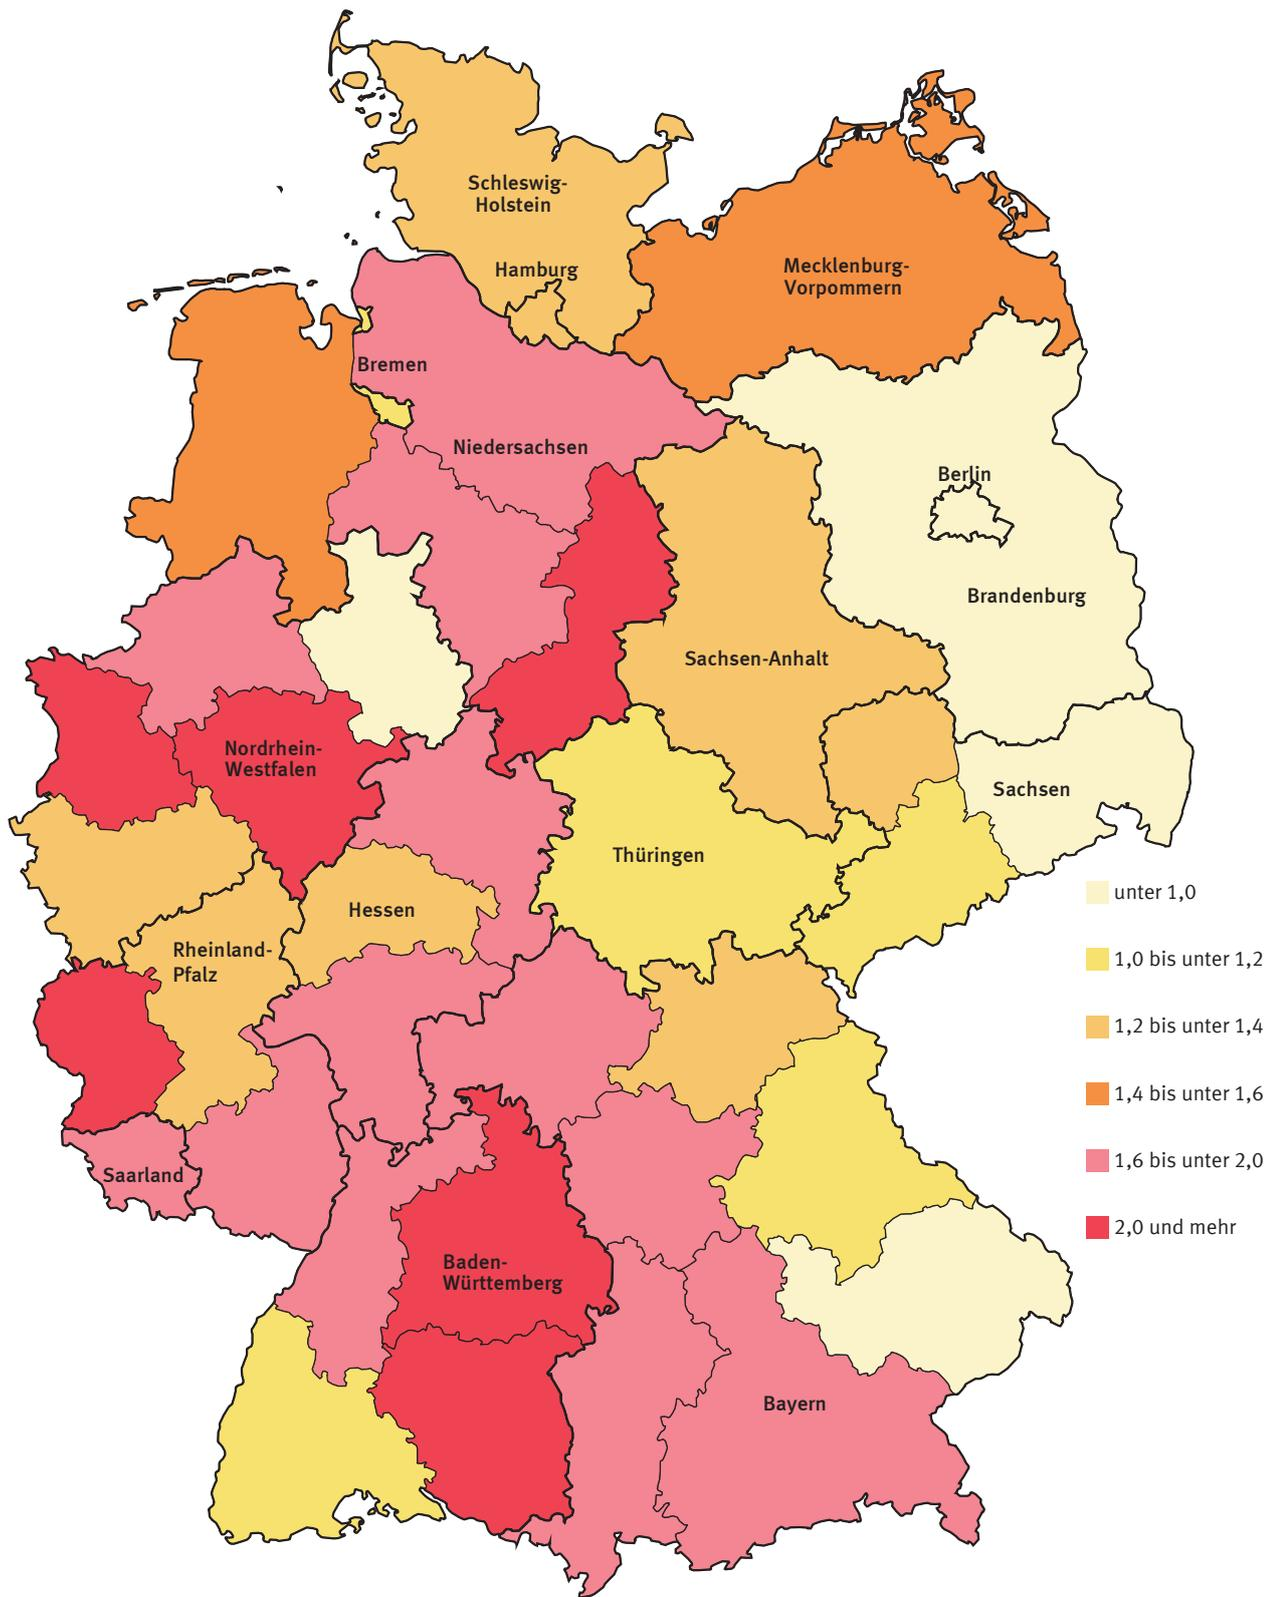 Schleswig-
Holstein
Hamburg
Mecklenburg-
Vorpommern
Bremen
Niedersachsen
Berlin
Brandenburg
Sachsen-Anhalt
Nordrhein-
Westfalen
Sachsen
Thüringen
Hessen
Rheinland-
Pfalz
Saarland
Baden-
Württemberg
Bayern
unter 1,0
1,0 bis unter 1,2
1,2 bis unter 1,4
1,4 bis unter 1,6
1,6 bis unter 2,0
2,0 und mehr